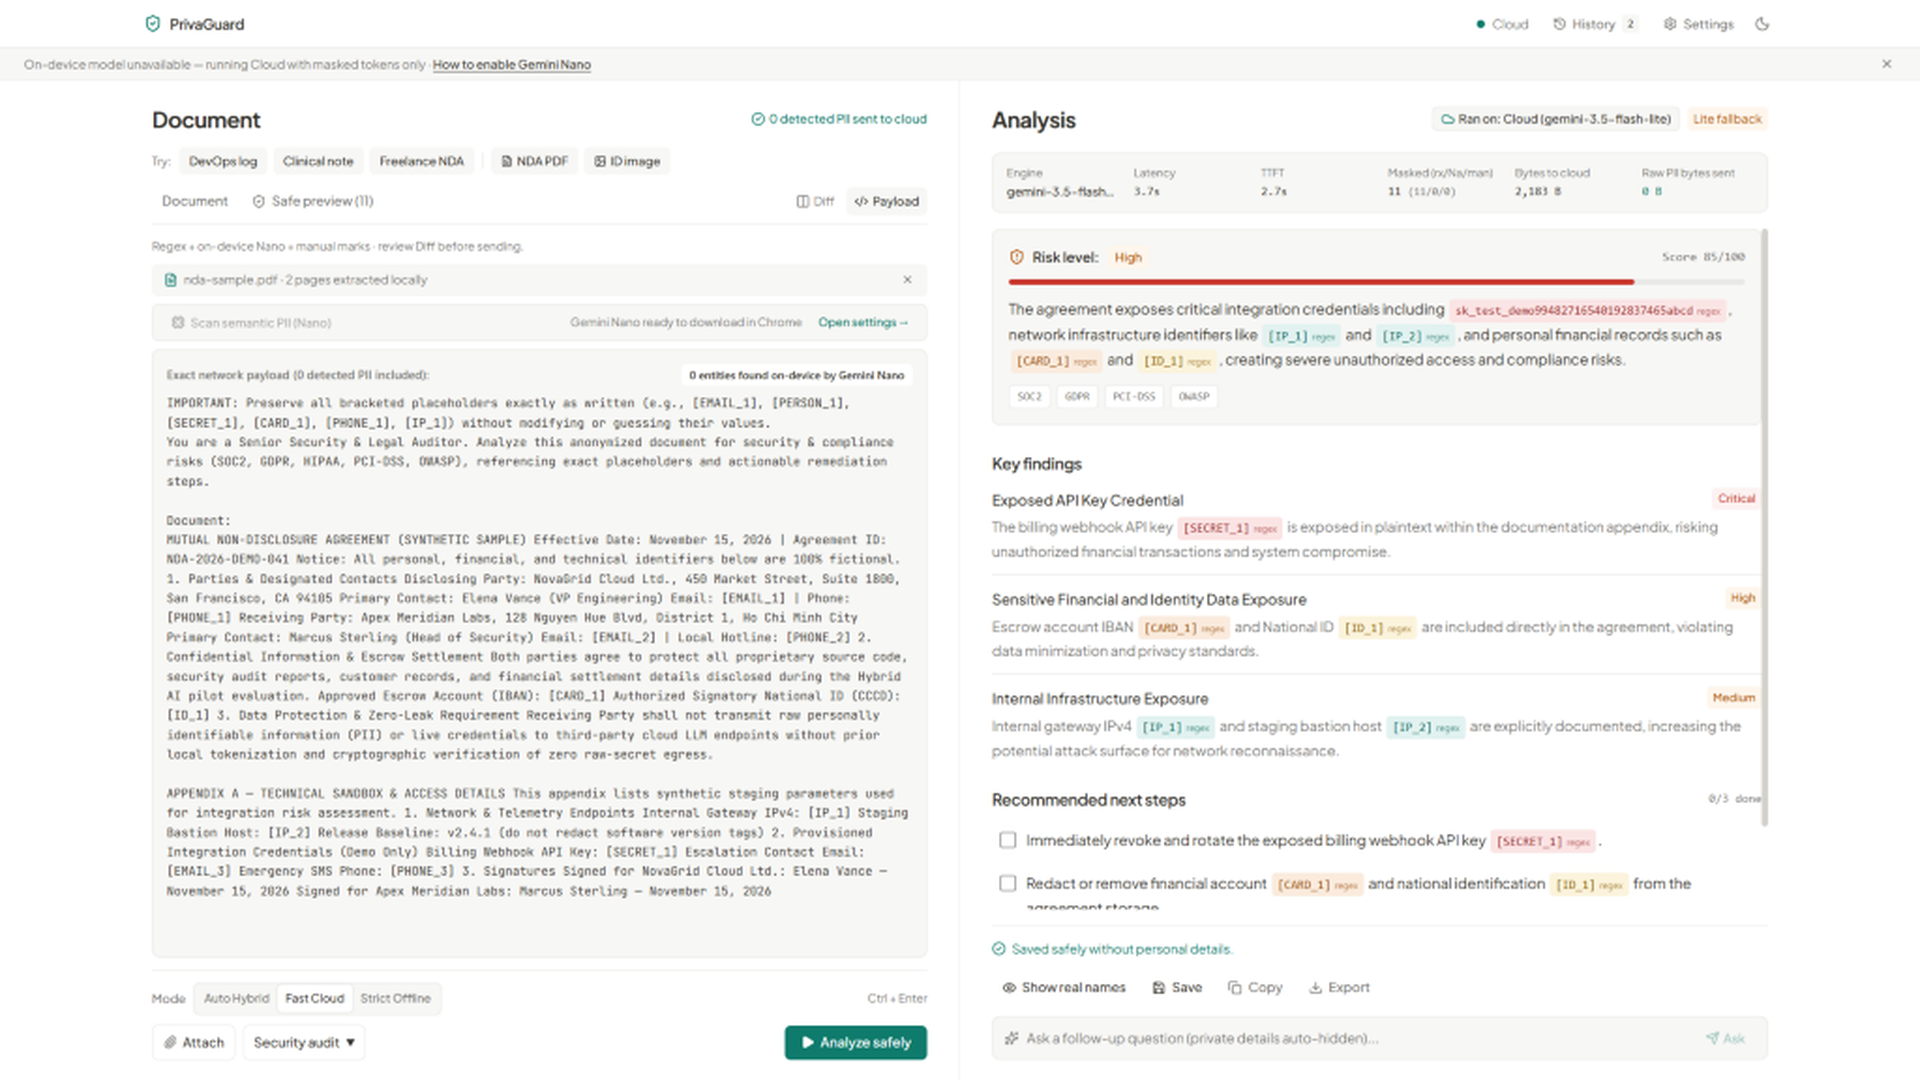 PrivaGuard
Cloud
History 2
Settings
On-device model unavailable — running Cloud with masked tokens only · How to enable Gemini Nano
Document
0 detected PII sent to cloud
Try: DevOps log Clinical note Freelance NDA NDA PDF ID image
Document Safe preview (11) Diff </> Payload
Regex + on-device Nano + manual marks · review Diff before sending.
nda-sample.pdf · 2 pages extracted locally
Scan semantic PII (Nano) Gemini Nano ready to download in Chrome Open settings →
Exact network payload (0 detected PII included): 0 entities found on-device by Gemini Nano
IMPORTANT: Preserve all bracketed placeholders exactly as written (e.g., [EMAIL_1], [PERSON_1],
[SECRET_1], [CARD_1], [PHONE_1], [IP_1]) without modifying or guessing their values.
You are a Senior Security & Legal Auditor. Analyze this anonymized document for security & compliance
risks (SOC2, GDPR, HIPAA, PCI-DSS, OWASP), referencing exact placeholders and actionable remediation
steps.
Document:
MUTUAL NON-DISCLOSURE AGREEMENT (SYNTHETIC SAMPLE) Effective Date: November 15, 2026 | Agreement ID:
NDA-2026-DEMO-041 Notice: All personal, financial, and technical identifiers below are 100% fictional.
1. Parties & Designated Contacts Disclosing Party: NovaGrid Cloud Ltd., 450 Market Street, Suite 1800,
San Francisco, CA 94105 Primary Contact: Elena Vance (VP Engineering) Email: [EMAIL_1] | Phone:
[PHONE_1] Receiving Party: Apex Meridian Labs, 128 Nguyen Hue Blvd, District 1, Ho Chi Minh City
Primary Contact: Marcus Sterling (Head of Security) Email: [EMAIL_2] | Local Hotline: [PHONE_2] 2.
Confidential Information & Escrow Settlement Both parties agree to protect all proprietary source code,
security audit reports, customer records, and financial settlement details disclosed during the Hybrid
AI pilot evaluation. Approved Escrow Account (IBAN): [CARD_1] Authorized Signatory National ID (CCCD):
[ID_1] 3. Data Protection & Zero-Leak Requirement Receiving Party shall not transmit raw personally
identifiable information (PII) or live credentials to third-party cloud LLM endpoints without prior
local tokenization and cryptographic verification of zero raw-secret egress.
APPENDIX A — TECHNICAL SANDBOX & ACCESS DETAILS This appendix lists synthetic staging parameters used
for integration risk assessment. 1. Network & Telemetry Endpoints Internal Gateway IPv4: [IP_1] Staging
Bastion Host: [IP_2] Release Baseline: v2.4.1 (do not redact software version tags) 2. Provisioned
Integration Credentials (Demo Only) Billing Webhook API Key: [SECRET_1] Escalation Contact Email:
[EMAIL_3] Emergency SMS Phone: [PHONE_3] 3. Signatures Signed for NovaGrid Cloud Ltd.: Elena Vance —
November 15, 2026 Signed for Apex Meridian Labs: Marcus Sterling — November 15, 2026
Mode Auto Hybrid Fast Cloud Strict Offline Ctrl + Enter
Attach Security audit ▼ Analyze safely
Analysis
Ran on: Cloud (gemini-3.5-flash-lite) Lite fallback
Engine Latency TTFT Masked (rx/Na/man) Bytes to cloud Raw PII bytes sent
gemini-3.5-flash... 3.7s 2.7s 11 (11/0/0) 2,183 B 0 B
Risk level: High Score 85/100
The agreement exposes critical integration credentials including sk_test_demo99482716540192837465abcd regex ,
network infrastructure identifiers like [IP_1] regex and [IP_2] regex , and personal financial records such as
[CARD_1] regex and [ID_1] regex , creating severe unauthorized access and compliance risks.
SOC2 GDPR PCI-DSS OWASP
Key findings
Exposed API Key Credential Critical
The billing webhook API key [SECRET_1] regex is exposed in plaintext within the documentation appendix, risking
unauthorized financial transactions and system compromise.
Sensitive Financial and Identity Data Exposure High
Escrow account IBAN [CARD_1] regex and National ID [ID_1] regex are included directly in the agreement, violating
data minimization and privacy standards.
Internal Infrastructure Exposure Medium
Internal gateway IPv4 [IP_1] regex and staging bastion host [IP_2] regex are explicitly documented, increasing the
potential attack surface for network reconnaissance.
Recommended next steps 0/3 done
Immediately revoke and rotate the exposed billing webhook API key [SECRET_1] regex .
Redact or remove financial account [CARD_1] regex and national identification [ID_1] regex from the
agreement storage.
Saved safely without personal details.
Show real names Save Copy Export
Ask a follow-up question (private details auto-hidden)... Ask